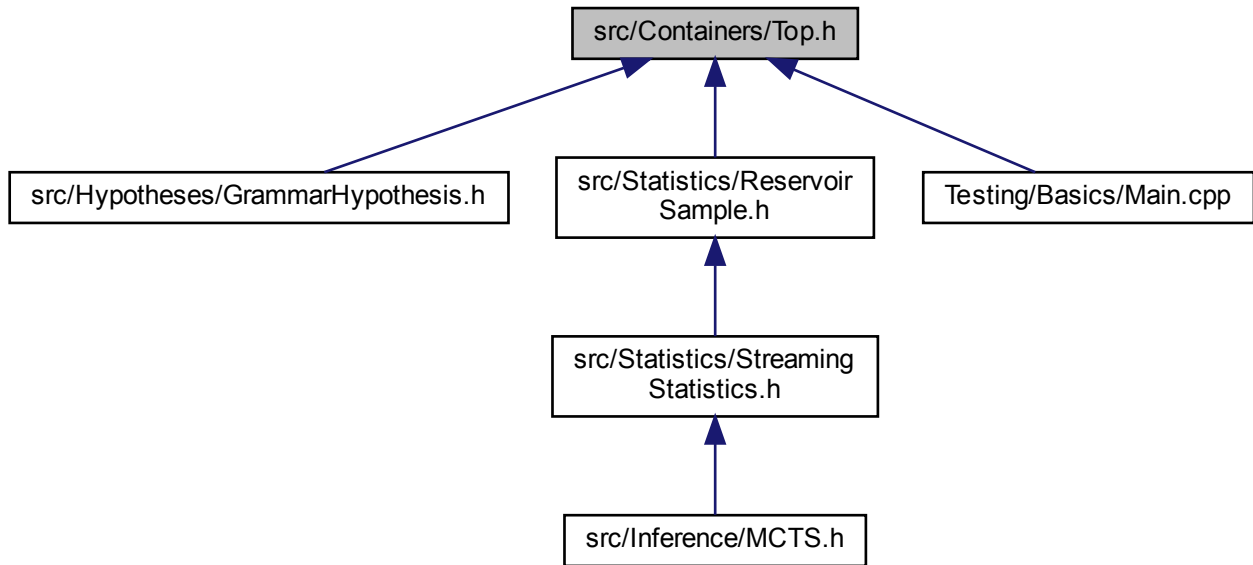 src/Containers/Top.h
src/Hypotheses/GrammarHypothesis.h
src/Statistics/Reservoir
Sample.h
Testing/Basics/Main.cpp
src/Statistics/Streaming
Statistics.h
src/Inference/MCTS.h